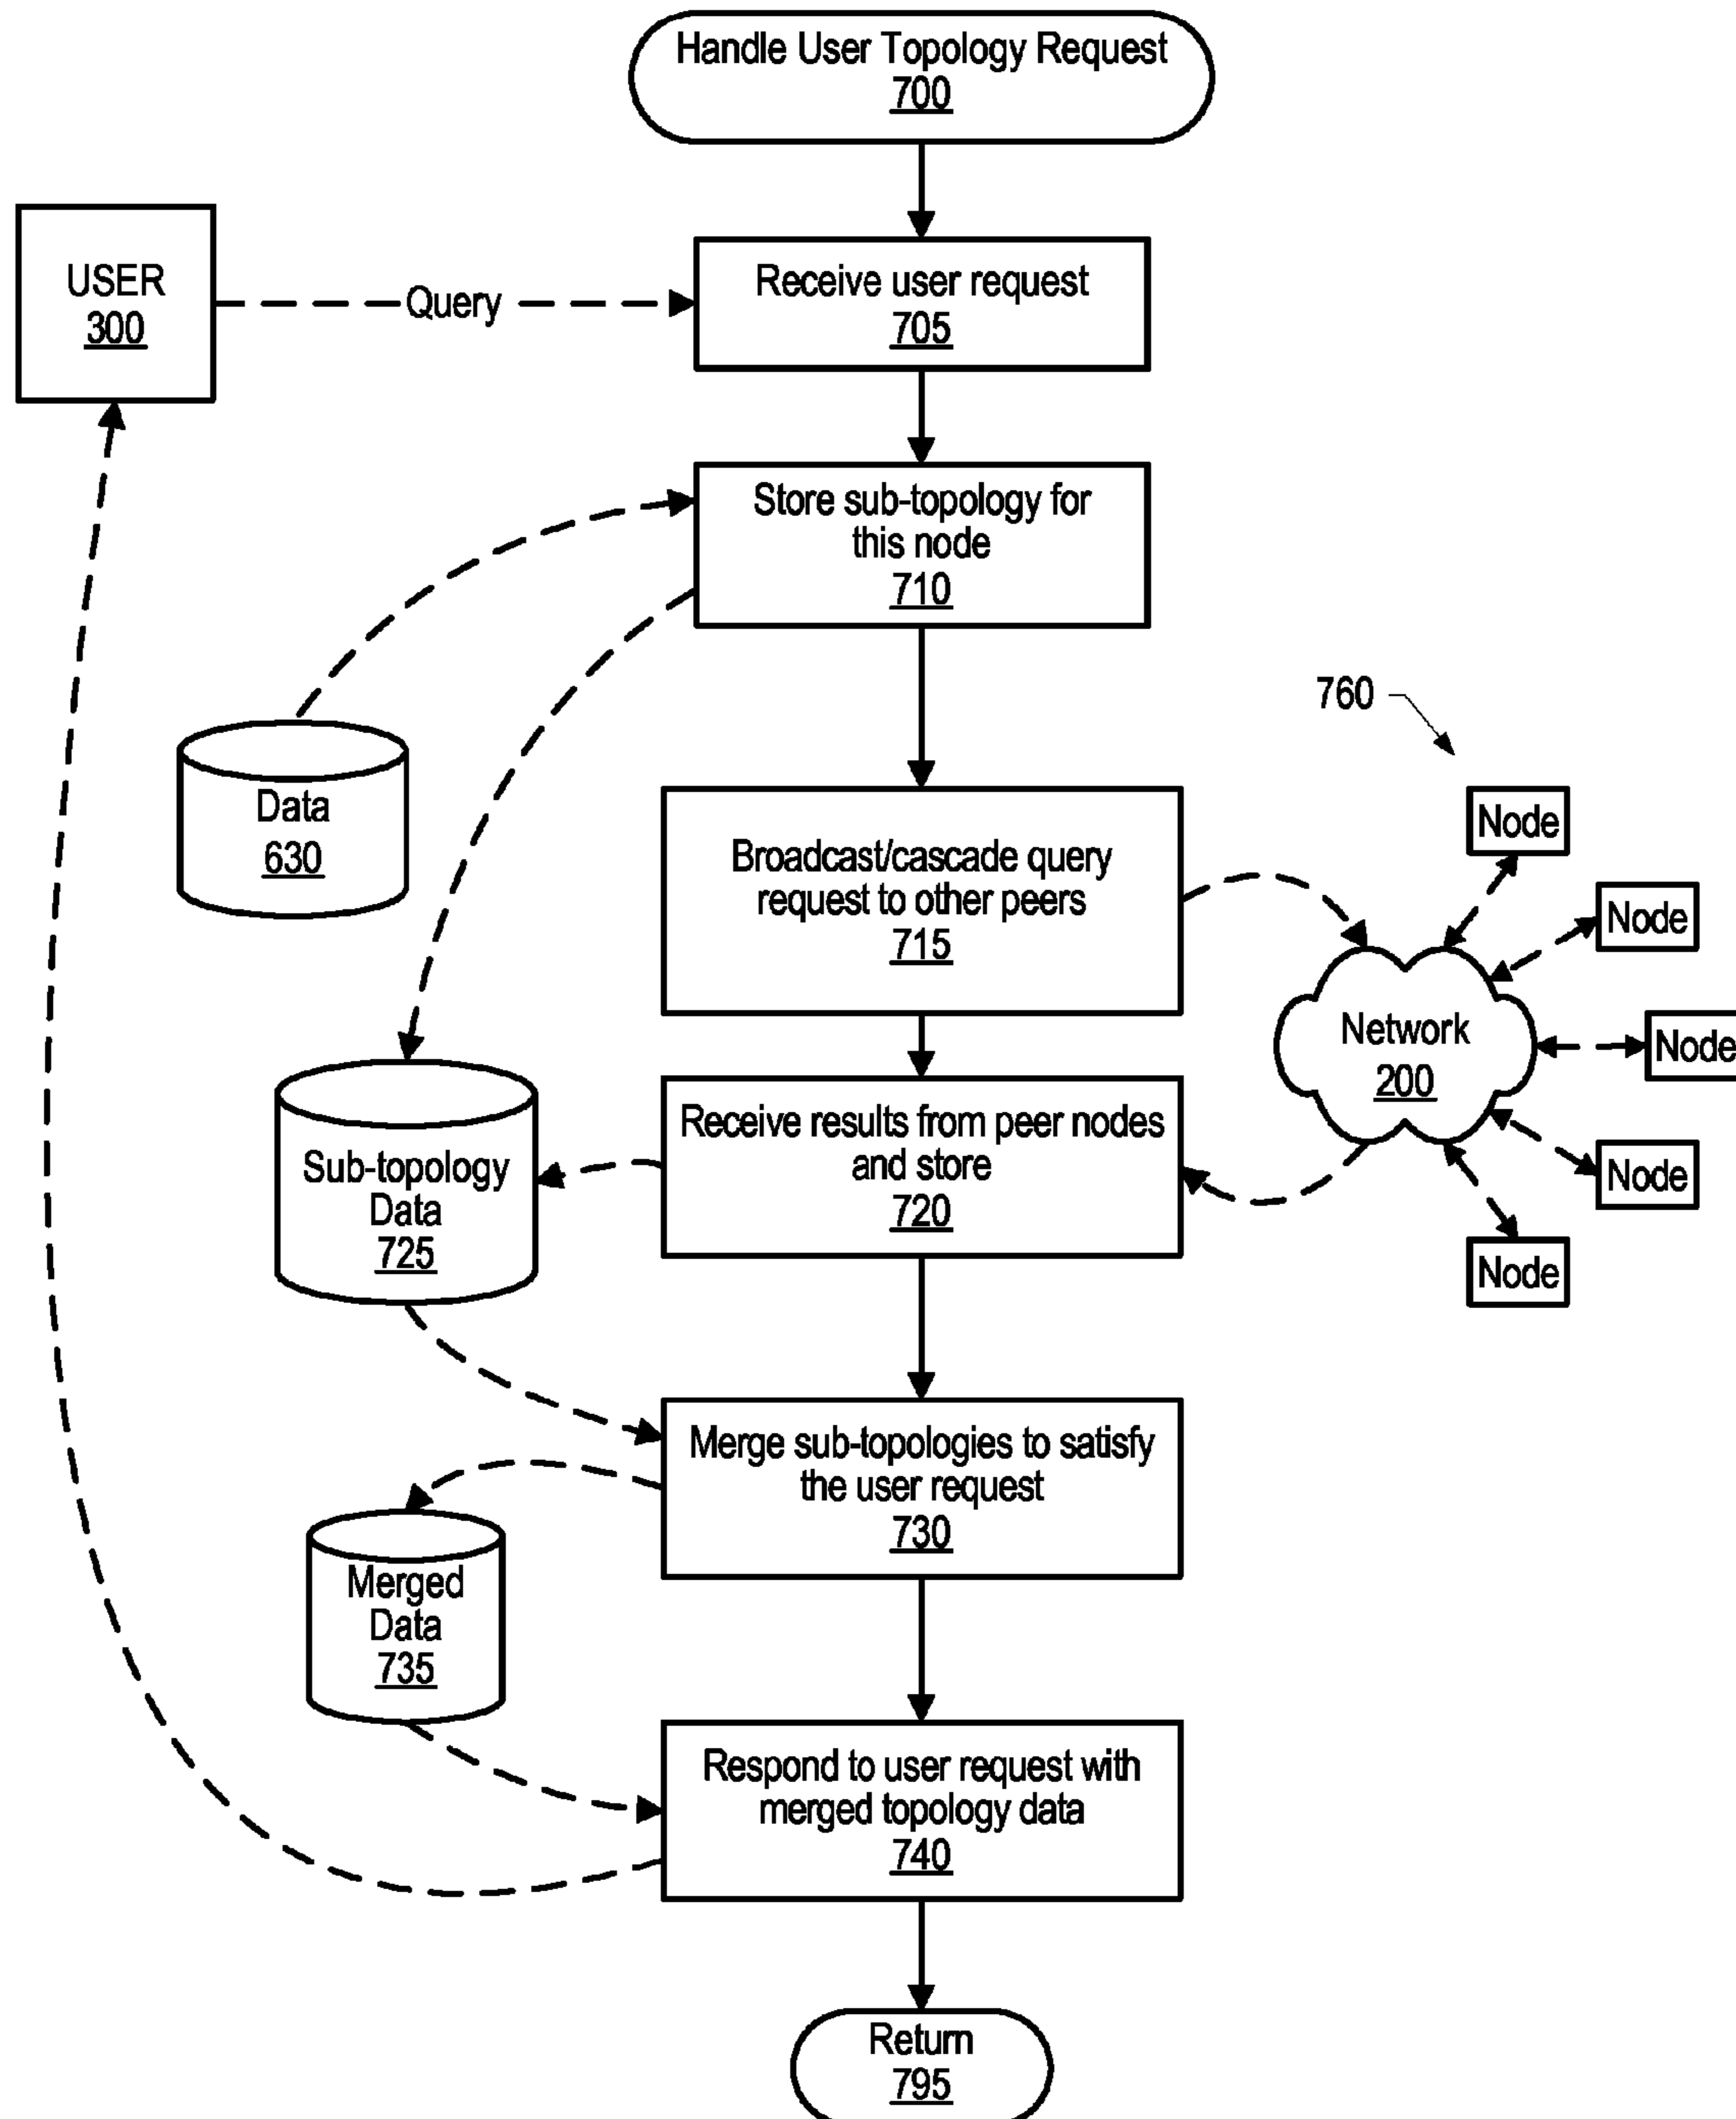 Handle User Topology Request
700
USER
300
Query
Receive user request
705
Store sub-topology for
this node
710
760
Data
630
Node
Broadcast/cascade query
request to other peers
715
Node
Network
200
Node
Receive results from peer nodes
and store
720
Sub-topology
Data
725
Node
Node
Merge sub-topologies to satisfy
the user request
730
Merged
Data
735
Respond to user request with
merged topology data
740
Return
795